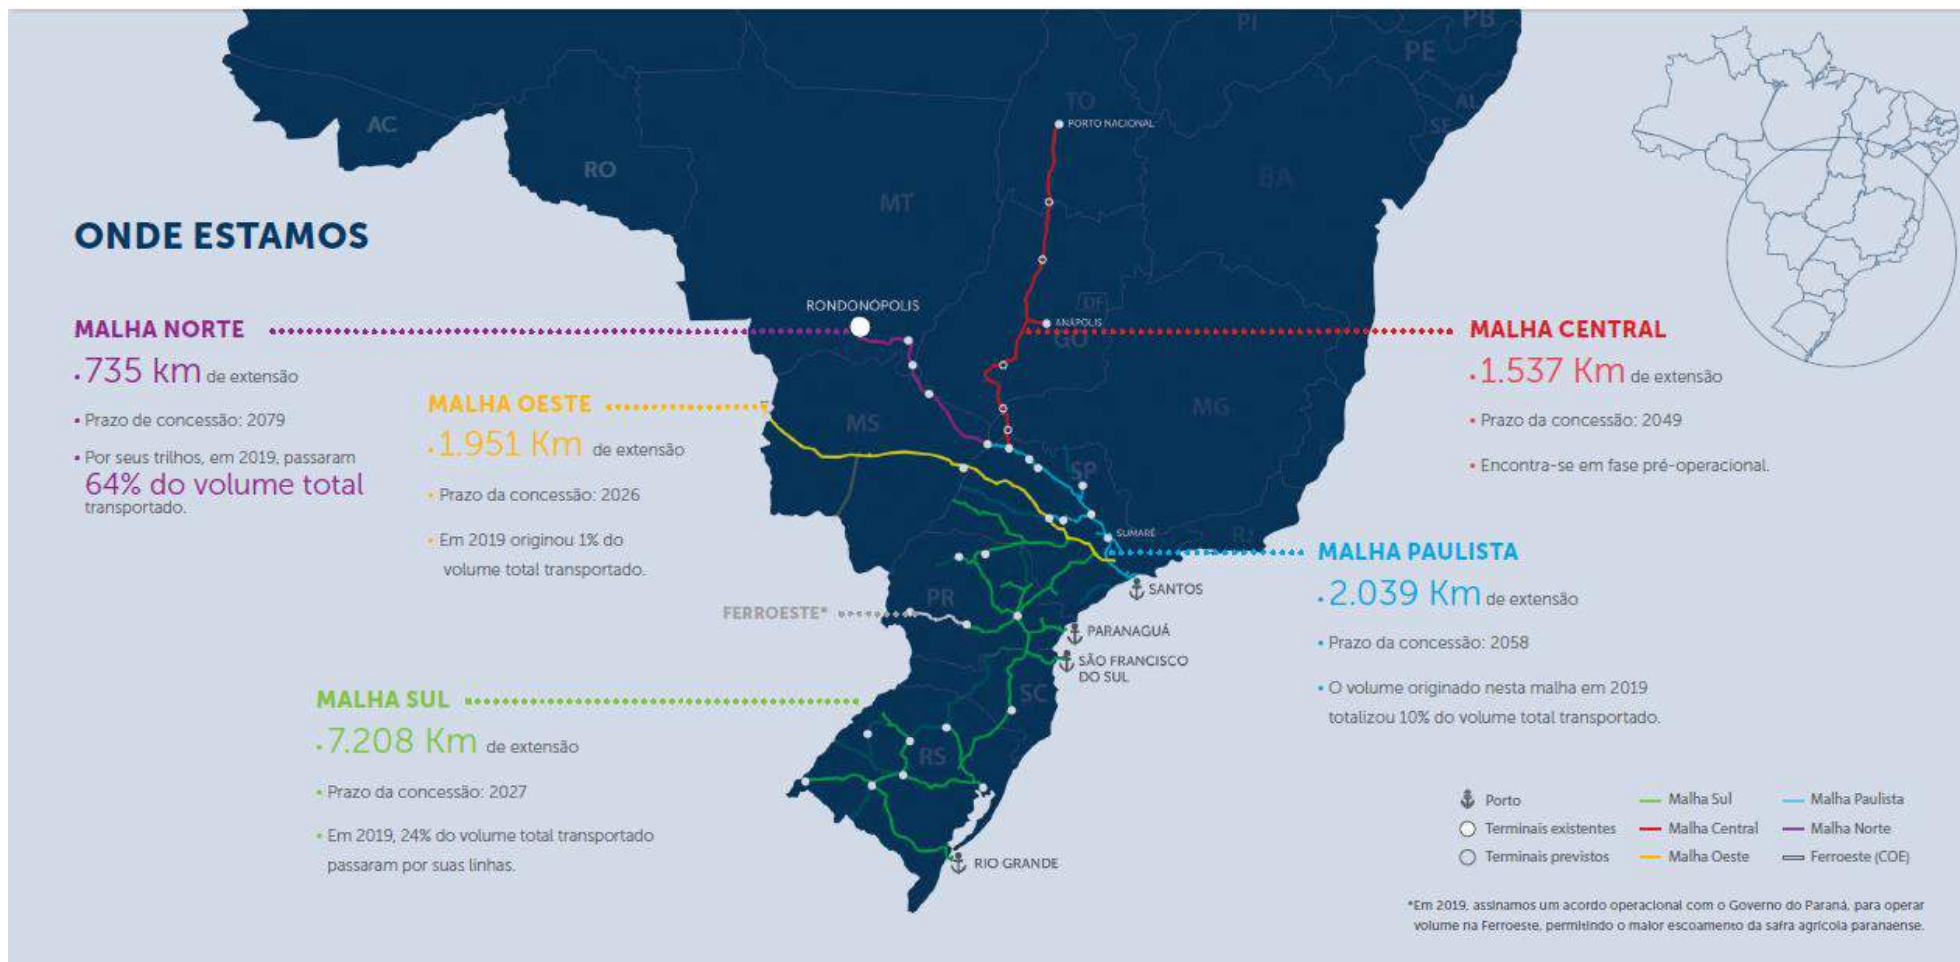 ONDE ESTAMOS
MALHA NORTE
735 km de extensão
Prazo de concessão: 2079
Por seus trilhos, em 2019, passaram
64% do volume total
transportado.
MALHA OESTE
1.951 Km de extensão
Prazo da concessão: 2026
Em 2019 originou 1% do
volume total transportado.
FERROESTE*
MALHA SUL
7.208 Km de extensão
Prazo da concessão: 2027
Em 2019, 24% do volume total transportado
passaram por suas linhas.
AC
RO
MT
TO
PI
PB
PE
AL
SE
BA
PORTO NACIONAL
RONDONÓPOLIS
DF
ANÁPOLIS
GO
MS
MG
SP
SUMARÉ
RJ
SANTOS
PR
PARANAGUÁ
SÃO FRANCISCO
DO SUL
SC
RS
RIO GRANDE
MALHA CENTRAL
1.537 Km de extensão
Prazo da concessão: 2049
Encontra-se em fase pré-operacional.
MALHA PAULISTA
2.039 Km de extensão
Prazo da concessão: 2058
O volume originado nesta malha em 2019
totalizou 10% do volume total transportado.
Porto
Terminais existentes
Terminais previstos
Malha Sul
Malha Central
Malha Oeste
Malha Paulista
Malha Norte
Ferroeste (COE)
*Em 2019, assinamos um acordo operacional com o Governo do Paraná, para operar
volume na Ferroeste, permitindo o maior escoamento da safra agrícola paranaense.